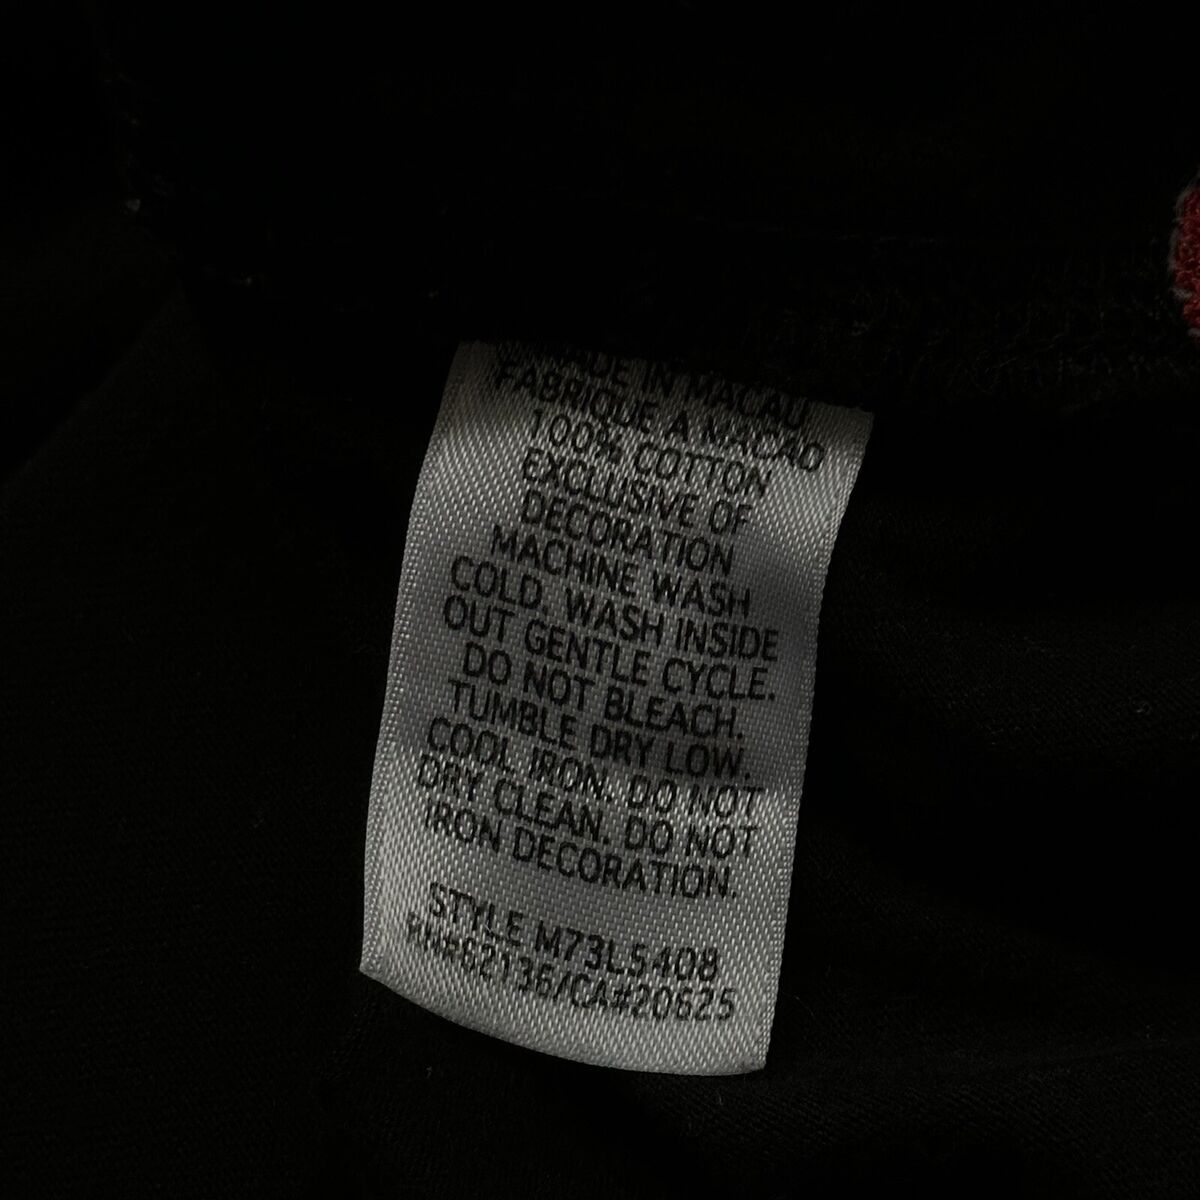 MADE IN MACAU
FABRIQUE A MACAO
100% COTTON
EXCLUSIVE OF
DECORATION
MACHINE WASH
COLD. WASH INSIDE
OUT GENTLE CYCLE.
DO NOT BLEACH.
TUMBLE DRY LOW.
COOL IRON. DO NOT
DRY CLEAN. DO NOT
IRON DECORATION.
STYLE M73L5408
RN#62136/CA#20625